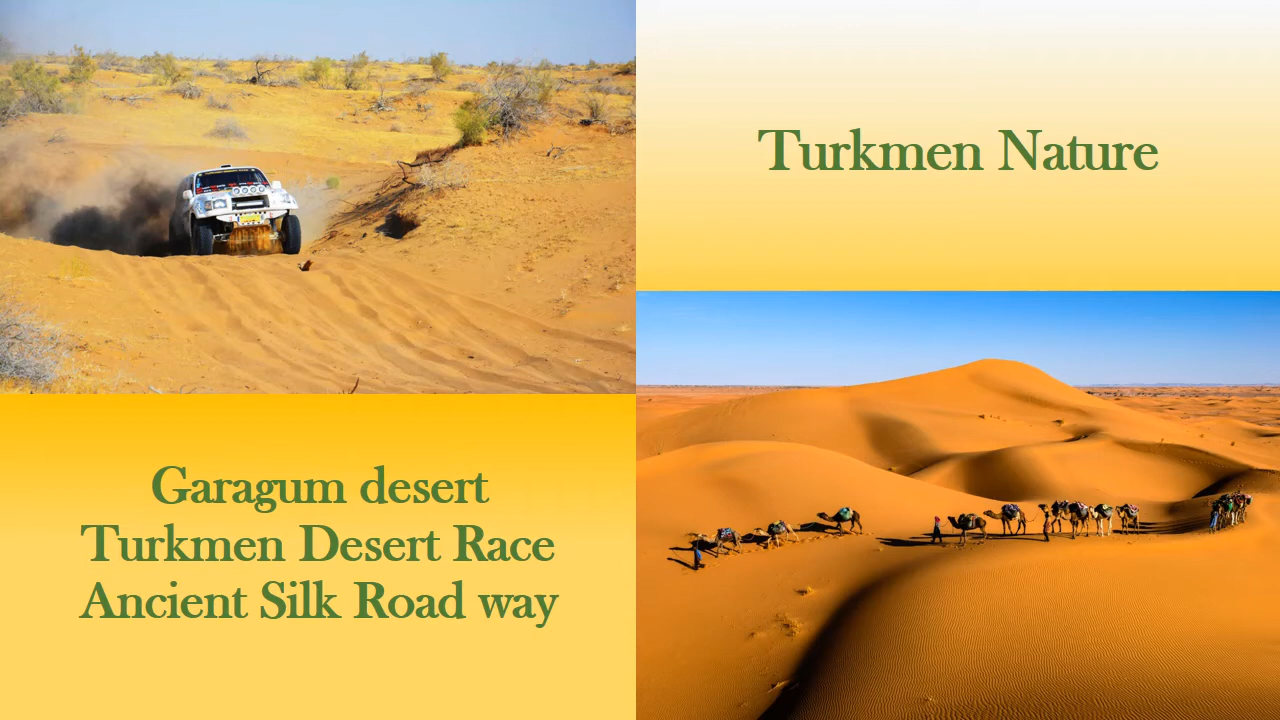 Turkmen Nature
Garagum desert
Turkmen Desert Race
Ancient Silk Road way